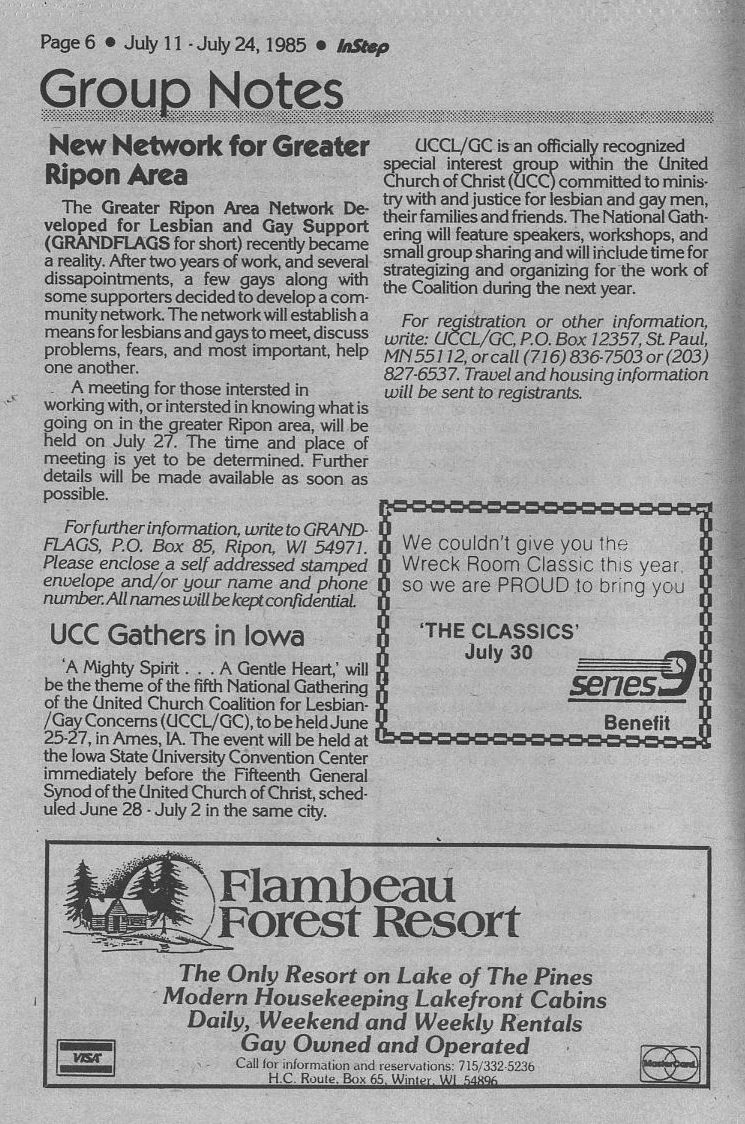 Page 6 ● July 11 - July 24, 1985 ● InStep
Group Notes
New Network for Greater
Ripon Area
The Greater Ripon Area Network De-
veloped for Lesbian and Gay Support
(GRANDFLAGS for short) recently became
a reality. After two years of work, and several
dissapointments, a few gays along with
some supporters decided to develop a com-
munity network. The network will establish a
means for lesbians and gays to meet, discuss
problems, fears, and most important, help
one another.
A meeting for those intersted in
working with, or intersted in knowing what is
going on in the greater Ripon area, will be
held on July 27. The time and place of
meeting is yet to be determined. Further
details will be made available as soon as
possible.
For further information, write to GRAND-
FLAGS, P.O. Box 85, Ripon, WI 54971.
Please enclose a self addressed stamped
envelope and/or your name and phone
number. All names will be kept confidential.
UCC Gathers in Iowa
'A Mighty Spirit . . . A Gentle Heart,' will
be the theme of the fifth National Gathering
of the United Church Coalition for Lesbian-
/Gay Concerns (UCCL/GC), to be held June
25-27, in Ames, IA. The event will be held at
the Iowa State University Convention Center
immediately before the Fifteenth General
Synod of the United Church of Christ, sched-
uled June 28 - July 2 in the same city.
UCCL/GC is an officially recognized
special interest group within the United
Church of Christ (UCC) committed to minis-
try with and justice for lesbian and gay men,
their families and friends. The National Gath-
ering will feature speakers, workshops, and
small group sharing and will include time for
strategizing and organizing for the work of
the Coalition during the next year.
For registration or other information,
write: UCCL/GC, P.O. Box 12357, St. Paul,
MN 55112, or call (716) 836-7503 or (203)
827-6537. Travel and housing information
will be sent to registrants.
We couldn't give you the
Wreck Room Classic this year,
so we are PROUD to bring you
'THE CLASSICS'
July 30
series 9
Benefit
Flambeau
Forest Resort
The Only Resort on Lake of The Pines
Modern Housekeeping Lakefront Cabins
Daily, Weekend and Weekly Rentals
Gay Owned and Operated
Call for information and reservations: 715/332-5236
H.C. Route, Box 65, Winter, WI 54896
VISA
MasterCard